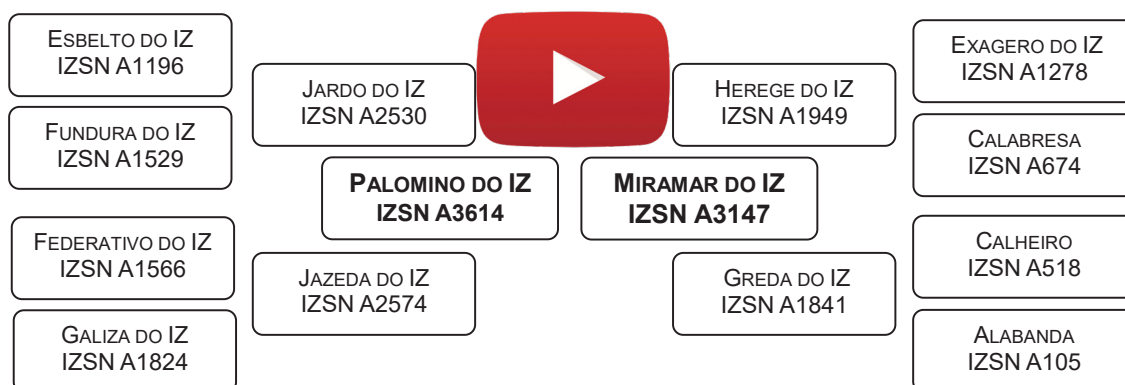 ESBELTO DO IZ
IZSN A1196
FUNDURA DO IZ
IZSN A1529
FEDERATIVO DO IZ
IZSN A1566
GALIZA DO IZ
IZSN A1824
JARDO DO IZ
IZSN A2530
JAZEDA DO IZ
IZSN A2574
PALOMINO DO IZ
IZSN A3614
MIRAMAR DO IZ
IZSN A3147
HEREGE DO IZ
IZSN A1949
GREDA DO IZ
IZSN A1841
EXAGERO DO IZ
IZSN A1278
CALABRESA
IZSN A674
CALHEIRO
IZSN A518
ALABANDA
IZSN A105